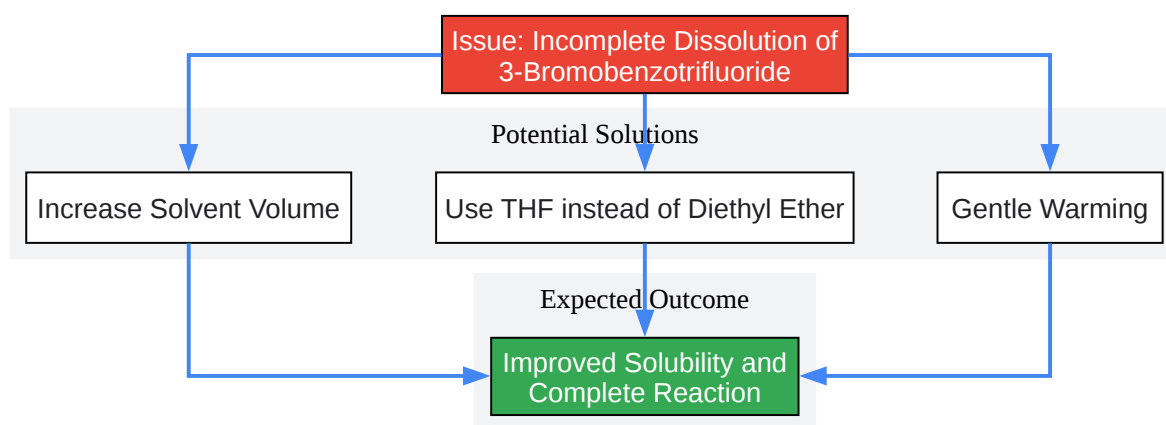 Issue: Incomplete Dissolution of
3-Bromobenzotrifluoride
Potential Solutions
Increase Solvent Volume
Use THF instead of Diethyl Ether
Gentle Warming
Expected Outcome
Improved Solubility and
Complete Reaction